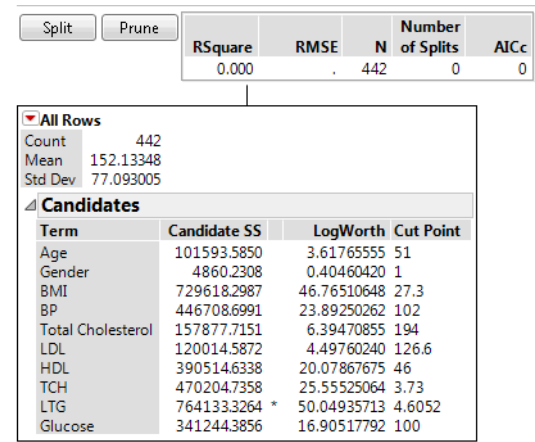 Split Prune
Number
RSquare RMSE N of Splits AICc
0.000 . 442 0 0
All Rows
Count 442
Mean 152.13348
Std Dev 77.093005
Candidates
Term Candidate SS LogWorth Cut Point
Age 101593.5850 3.61765555 51
Gender 4860.2308 0.40460420 1
BMI 729618.2987 46.76510648 27.3
BP 446708.6991 23.89250262 102
Total Cholesterol 157877.7151 6.39470855 194
LDL 120014.5872 4.49760240 126.6
HDL 390514.6338 20.07867675 46
TCH 470204.7358 25.55525064 3.73
LTG 764133.3264 * 50.04935713 4.6052
Glucose 341244.3856 16.90517792 100